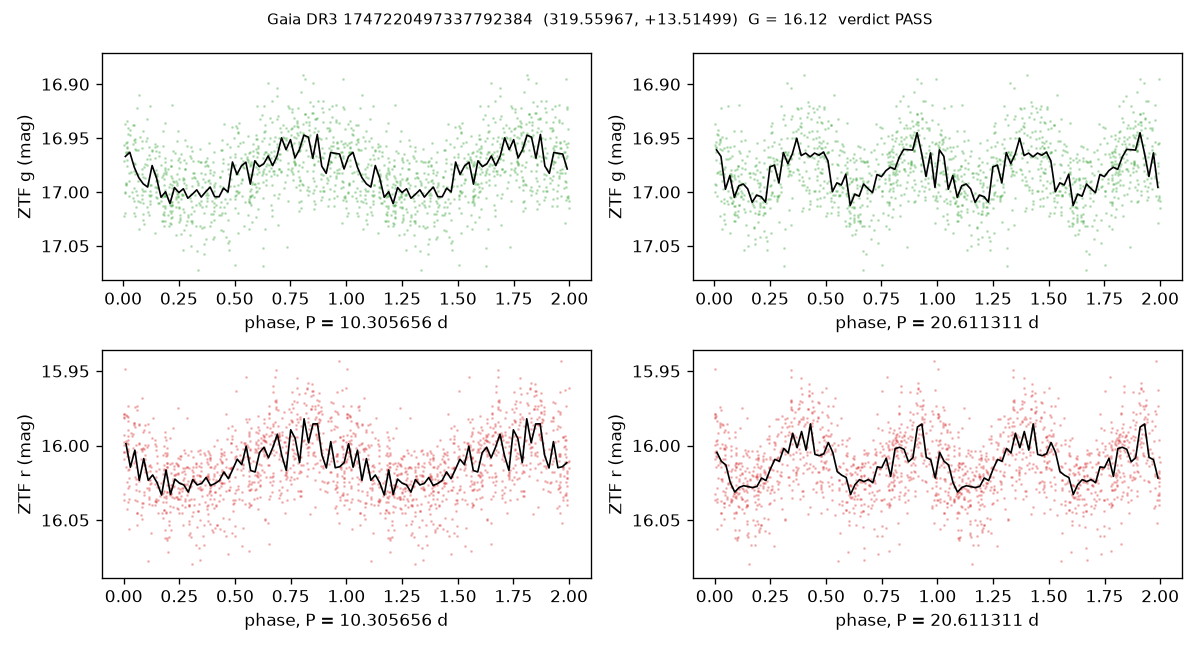 Gaia DR3 1747220497337792384  (319.55967, +13.51499)  G = 16.12  verdict PASS
ZTF g (mag)
16.90
16.95
17.00
17.05
0.00 0.25 0.50 0.75 1.00 1.25 1.50 1.75 2.00
phase, P = 10.305656 d
ZTF g (mag)
16.90
16.95
17.00
17.05
0.00 0.25 0.50 0.75 1.00 1.25 1.50 1.75 2.00
phase, P = 20.611311 d
ZTF r (mag)
15.95
16.00
16.05
0.00 0.25 0.50 0.75 1.00 1.25 1.50 1.75 2.00
phase, P = 10.305656 d
ZTF r (mag)
15.95
16.00
16.05
0.00 0.25 0.50 0.75 1.00 1.25 1.50 1.75 2.00
phase, P = 20.611311 d